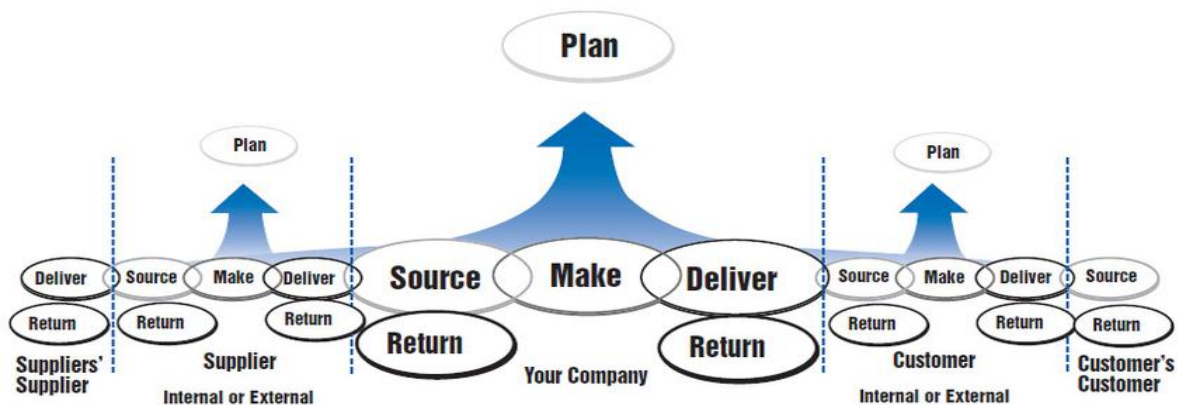 Plan
Plan
Plan
Deliver
Source
Make
Deliver
Source
Make
Deliver
Source
Make
Deliver
Source
Return
Return
Return
Return
Return
Return
Return
Return
Suppliers'
Supplier
Supplier
Internal or External
Your Company
Customer
Internal or External
Customer's
Customer